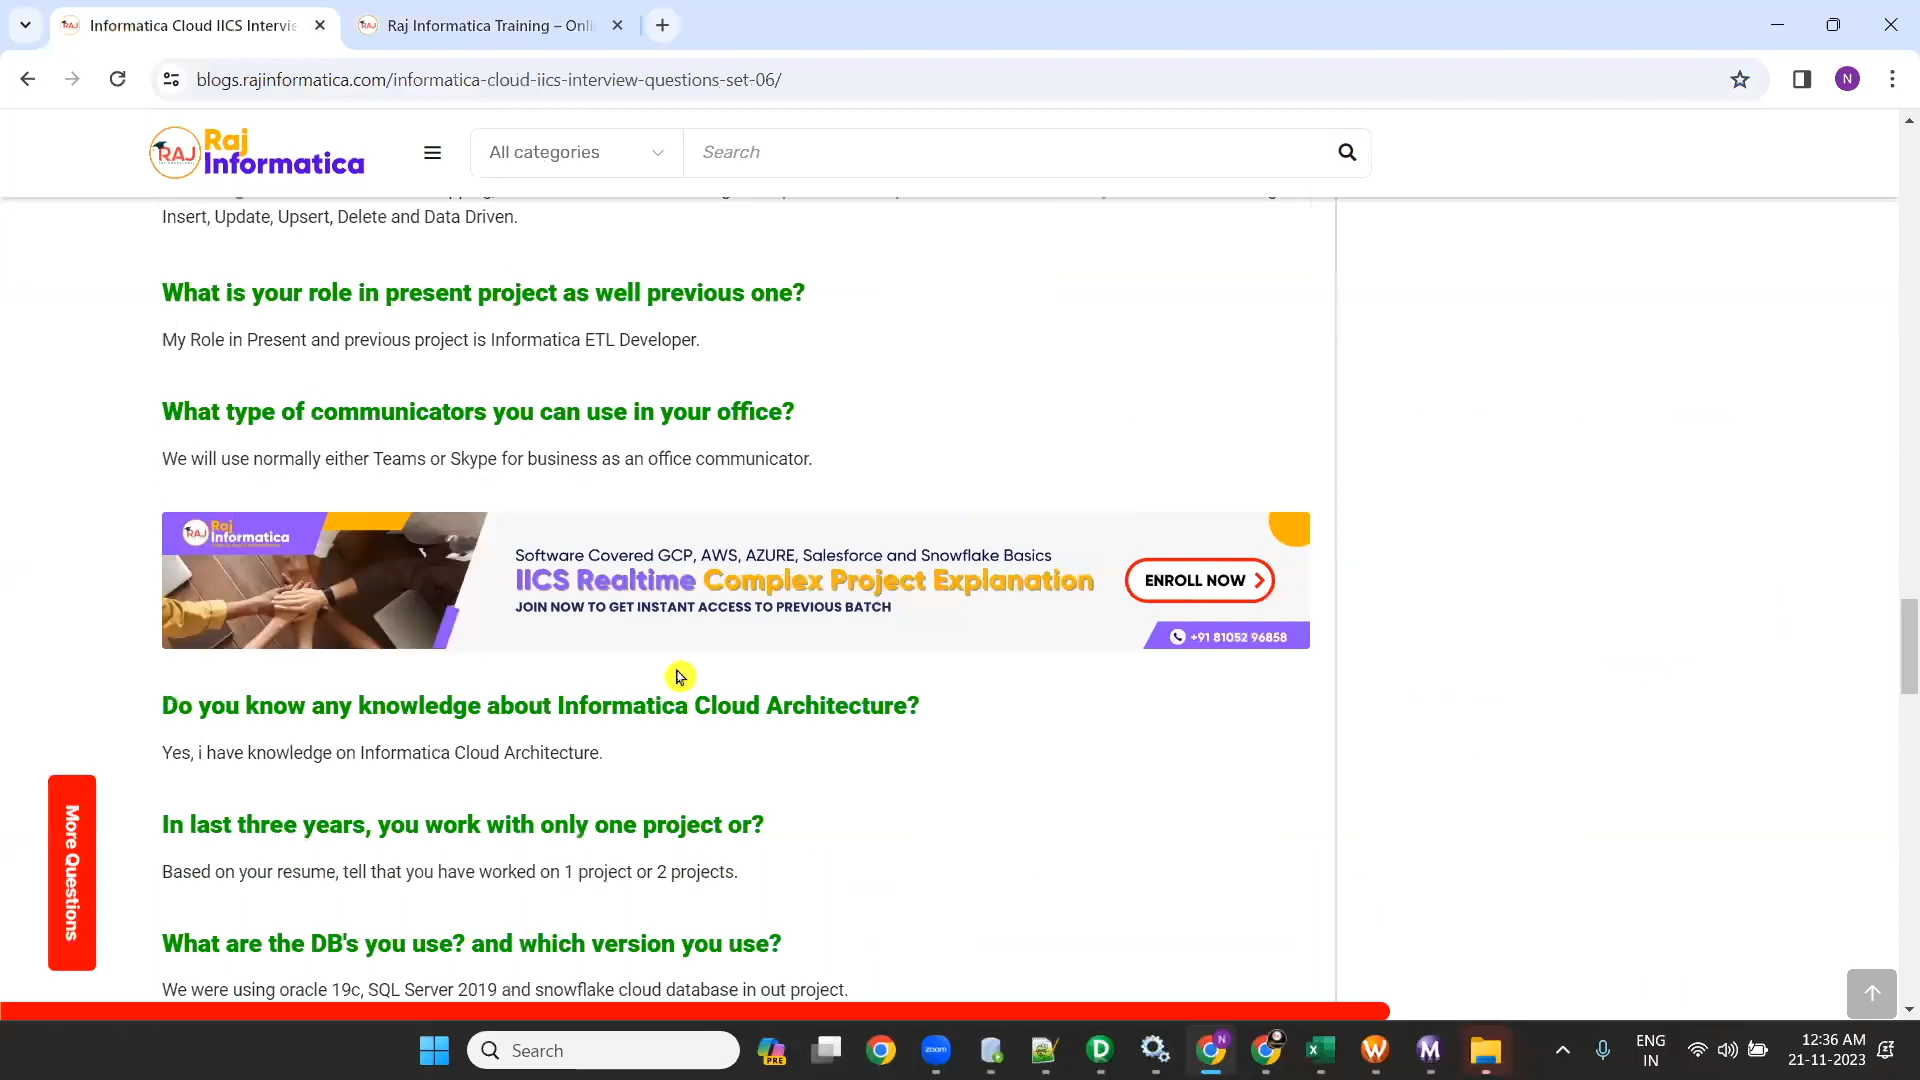 Informatica Cloud IICS Intervie
Raj Informatica Training – Onli
blogs.rajinformatica.com/informatica-cloud-iics-interview-questions-set-06/
N
RAJ
Raj
Informatica
All categories
Search
Insert, Update, Upsert, Delete and Data Driven.
What is your role in present project as well previous one?
My Role in Present and previous project is Informatica ETL Developer.
What type of communicators you can use in your office?
We will use normally either Teams or Skype for business as an office communicator.
RAJ
Raj
Informatica
Software Covered GCP, AWS, AZURE, Salesforce and Snowflake Basics
IICS Realtime Complex Project Explanation
JOIN NOW TO GET INSTANT ACCESS TO PREVIOUS BATCH
ENROLL NOW
+91 81052 96858
Do you know any knowledge about Informatica Cloud Architecture?
Yes, i have knowledge on Informatica Cloud Architecture.
In last three years, you work with only one project or?
Based on your resume, tell that you have worked on 1 project or 2 projects.
What are the DB's you use? and which version you use?
We were using oracle 19c, SQL Server 2019 and snowflake cloud database in out project.
More Questions
Search
PRE
zoom
ENG
IN
12:36 AM
21-11-2023